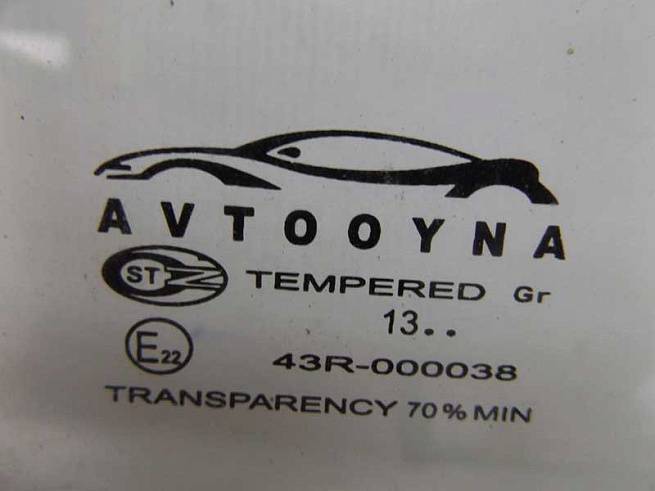 AVTOOYNA
ST TEMPERED Gr
13..
E22 43R-000038
TRANSPARENCY 70% MIN